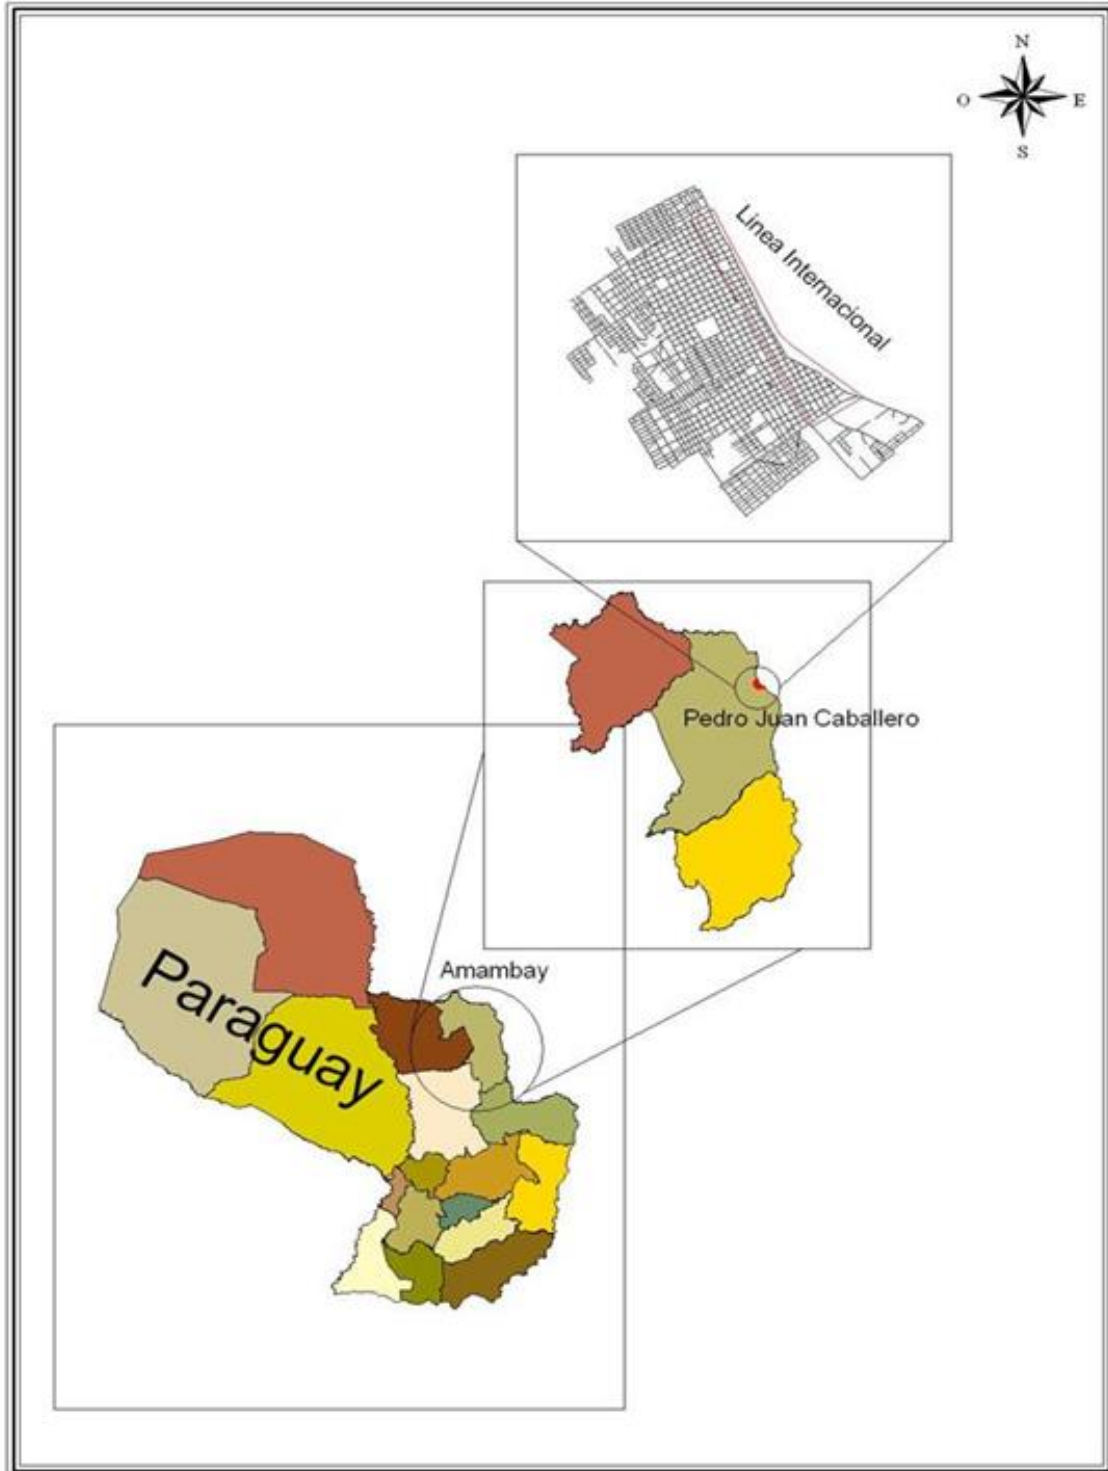 N
O
E
S
Linea Internacional
Pedro Juan Caballero
Amambay
Paraguay